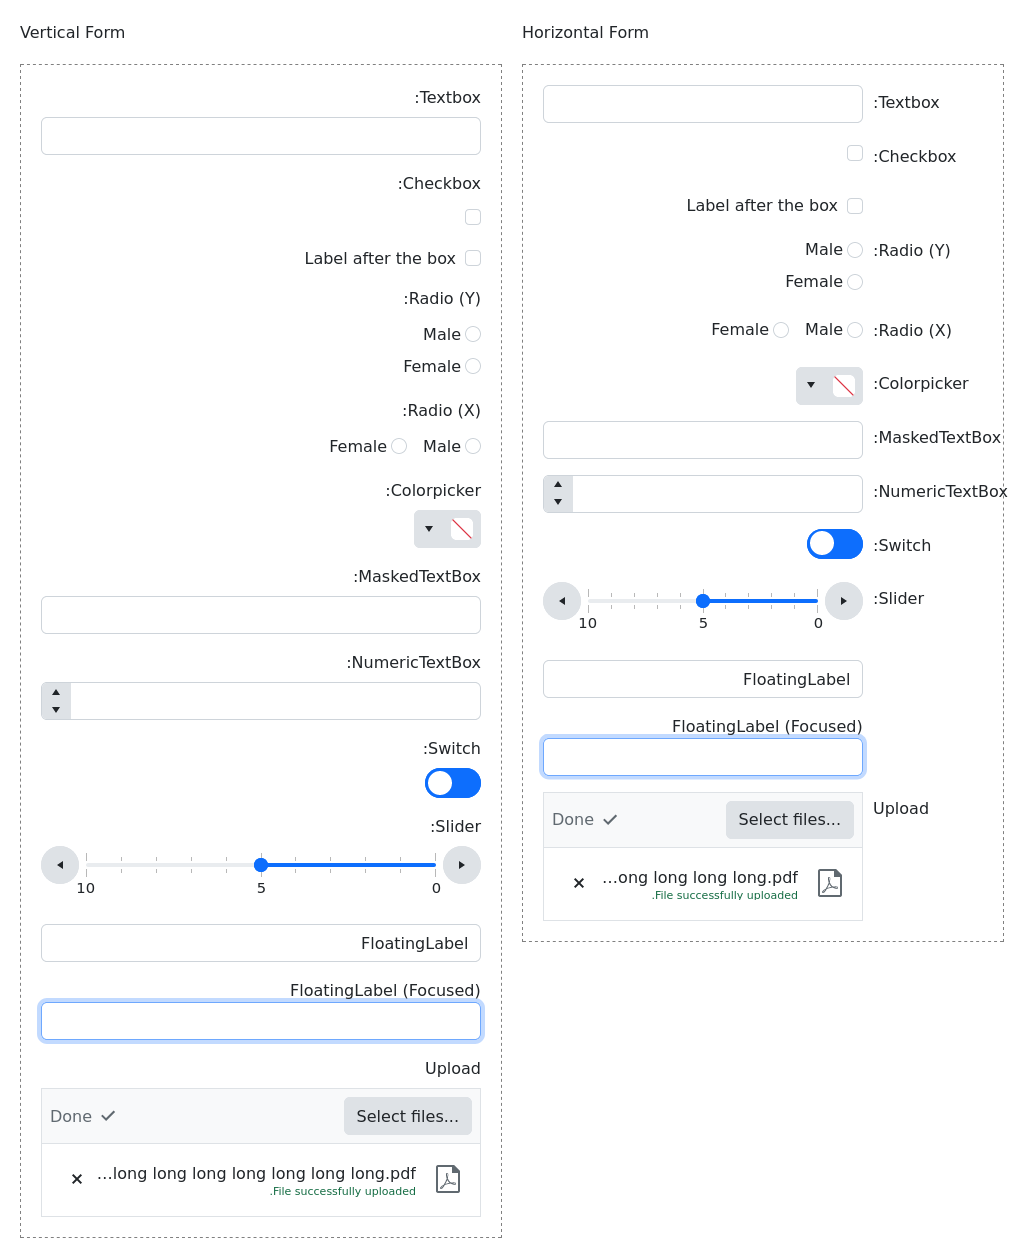 Vertical Form
:Textbox
:Checkbox
Label after the box
:Radio (Y)
Male
Female
:Radio (X)
Female Male
:Colorpicker
:MaskedTextBox
:NumericTextBox
:Switch
:Slider
10 5 0
FloatingLabel
FloatingLabel (Focused)
Upload
Done Select files...
...long long long long long long long.pdf
.File successfully uploaded
Horizontal Form
:Textbox
:Checkbox
Label after the box
Male :Radio (Y)
Female
Female Male :Radio (X)
:Colorpicker
:MaskedTextBox
:NumericTextBox
:Switch
:Slider
10 5 0
FloatingLabel
FloatingLabel (Focused)
Upload
Done Select files...
...ong long long long.pdf
.File successfully uploaded